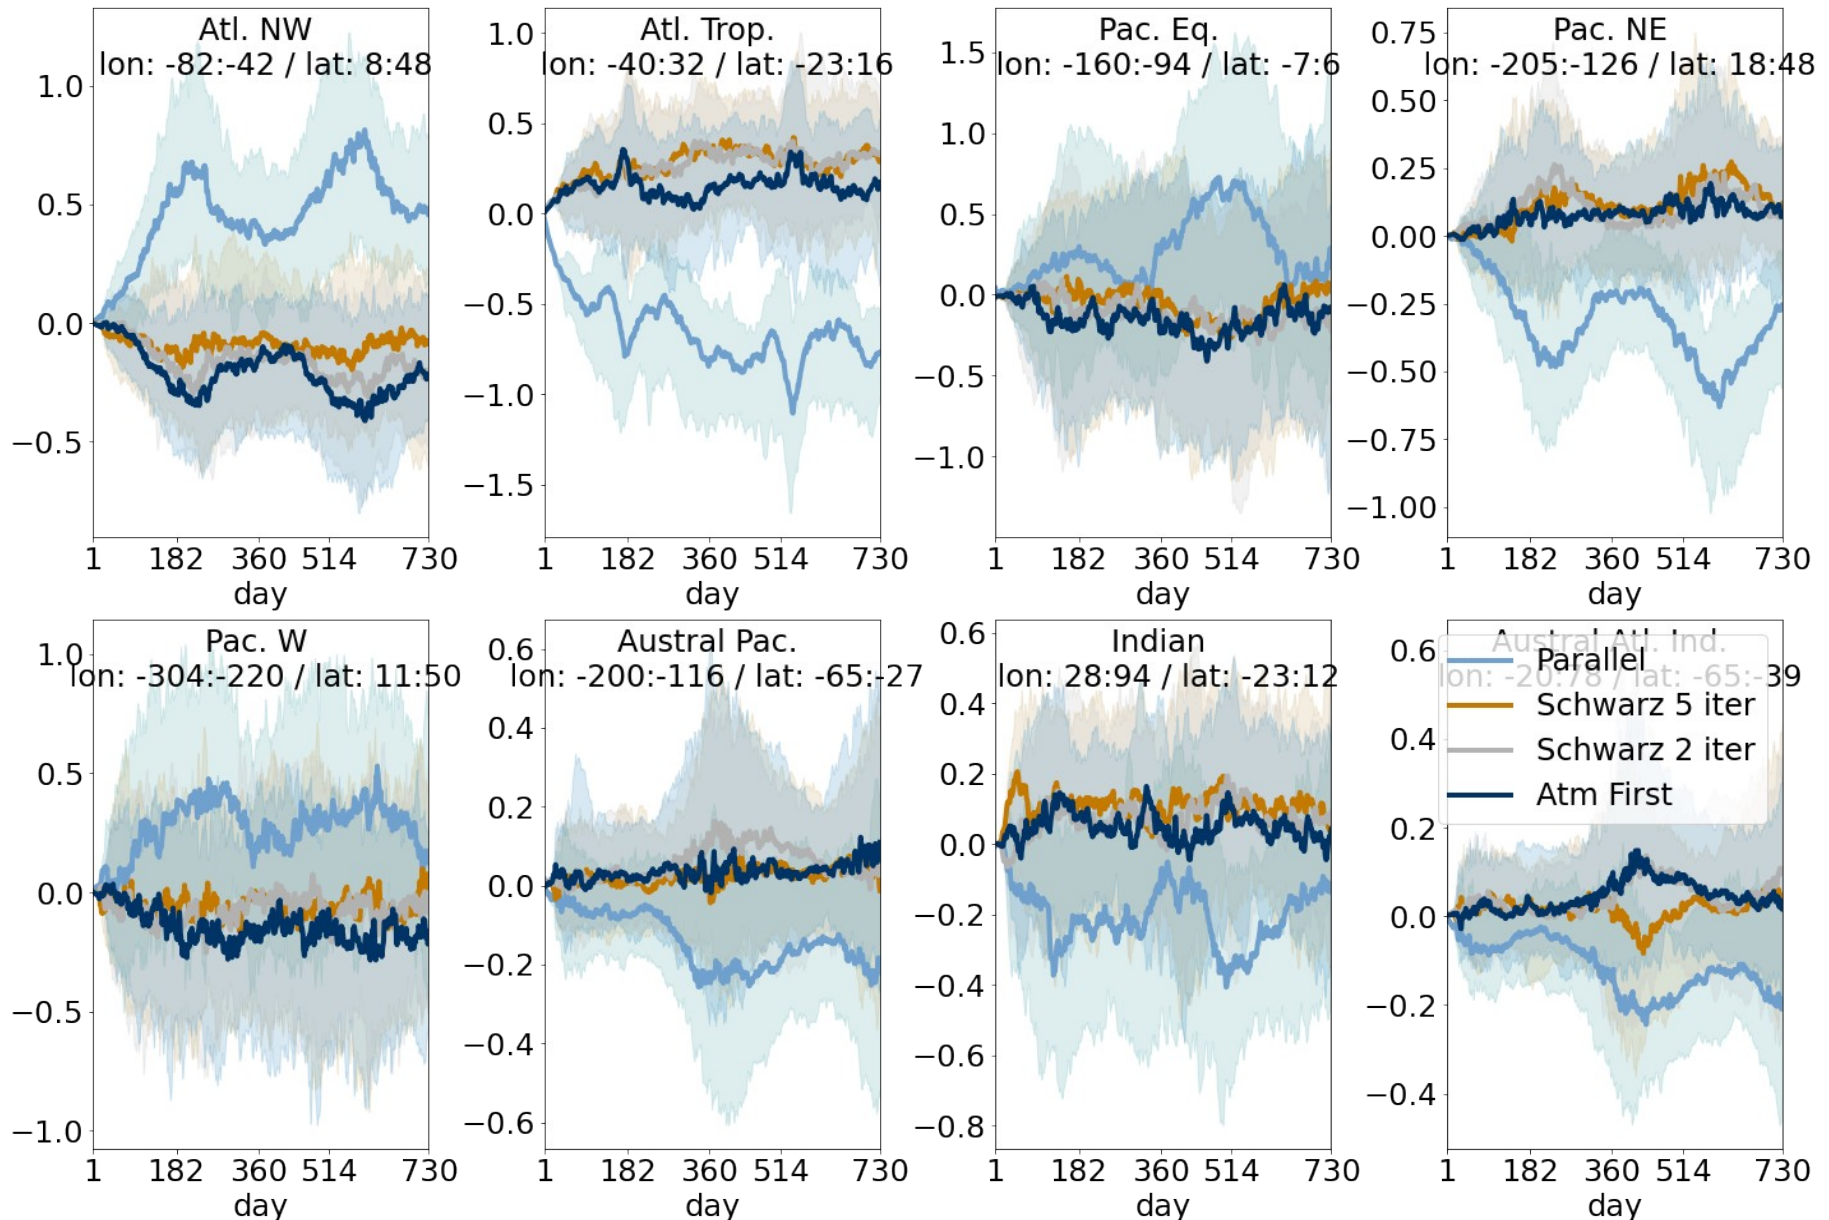 Atl. NW
lon: -82:-42 / lat: 8:48
1.0
0.5
0.0
−0.5
1 182 360 514 730
day
Atl. Trop.
lon: -40:32 / lat: -23:16
1.0
0.5
0.0
−0.5
−1.0
−1.5
1 182 360 514 730
day
Pac. Eq.
lon: -160:-94 / lat: -7:6
1.5
1.0
0.5
0.0
−0.5
−1.0
1 182 360 514 730
day
Pac. NE
lon: -205:-126 / lat: 18:48
0.75
0.50
0.25
0.00
−0.25
−0.50
−0.75
−1.00
1 182 360 514 730
day
Pac. W
lon: -304:-220 / lat: 11:50
1.0
0.5
0.0
−0.5
−1.0
1 182 360 514 730
day
Austral Pac.
lon: -200:-116 / lat: -65:-27
0.6
0.4
0.2
0.0
−0.2
−0.4
−0.6
1 182 360 514 730
day
Indian
lon: 28:94 / lat: -23:12
0.6
0.4
0.2
0.0
−0.2
−0.4
−0.6
−0.8
1 182 360 514 730
day
Austral Atl. Ind.
lon: -20:78 / lat: -65:-39
Parallel
Schwarz 5 iter
Schwarz 2 iter
Atm First
0.6
0.4
0.2
0.0
−0.2
−0.4
1 182 360 514 730
day